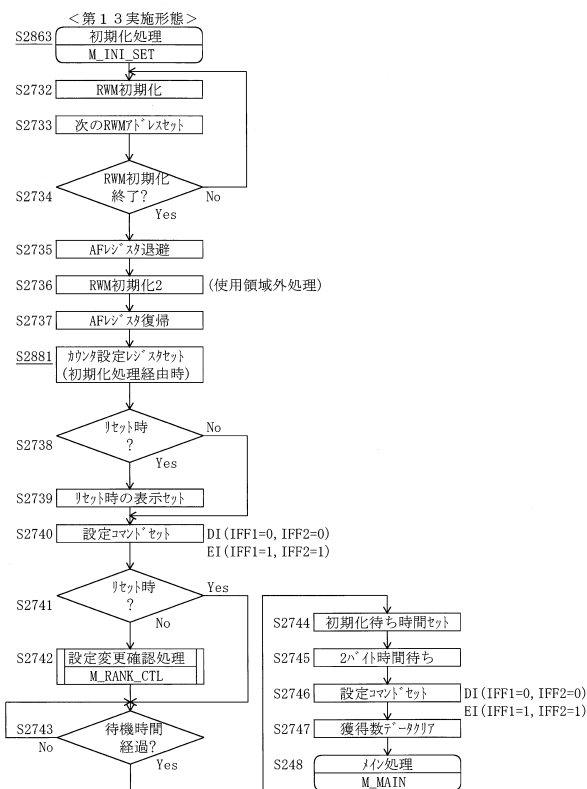 ＜第１３実施形態＞
S2863 初期化処理
M_INI_SET
S2732 RWM初期化
S2733 次のRWMｱﾄﾞﾚｽｾｯﾄ
S2734 RWM初期化
終了?
No
Yes
S2735 AFﾚｼﾞｽﾀ退避
S2736 RWM初期化2 (使用領域外処理)
S2737 AFﾚｼﾞｽﾀ復帰
S2881 ｶｳﾝﾀ設定ﾚｼﾞｽﾀｾｯﾄ
(初期化処理経由時)
S2738 ﾘｾｯﾄ時
?
No
Yes
S2739 ﾘｾｯﾄ時の表示ｾｯﾄ
S2740 設定ｺﾏﾝﾄﾞｾｯﾄ DI(IFF1=0, IFF2=0)
EI(IFF1=1, IFF2=1)
S2741 ﾘｾｯﾄ時
?
Yes
No
S2742 設定変更確認処理
M_RANK_CTL
S2743 待機時間
経過?
No
Yes
S2744 初期化待ち時間ｾｯﾄ
S2745 2ﾊﾞｲﾄ時間待ち
S2746 設定ｺﾏﾝﾄﾞｾｯﾄ DI(IFF1=0, IFF2=0)
EI(IFF1=1, IFF2=1)
S2747 獲得数ﾃﾞｰﾀｸﾘｱ
S248 ﾒｲﾝ処理
M_MAIN